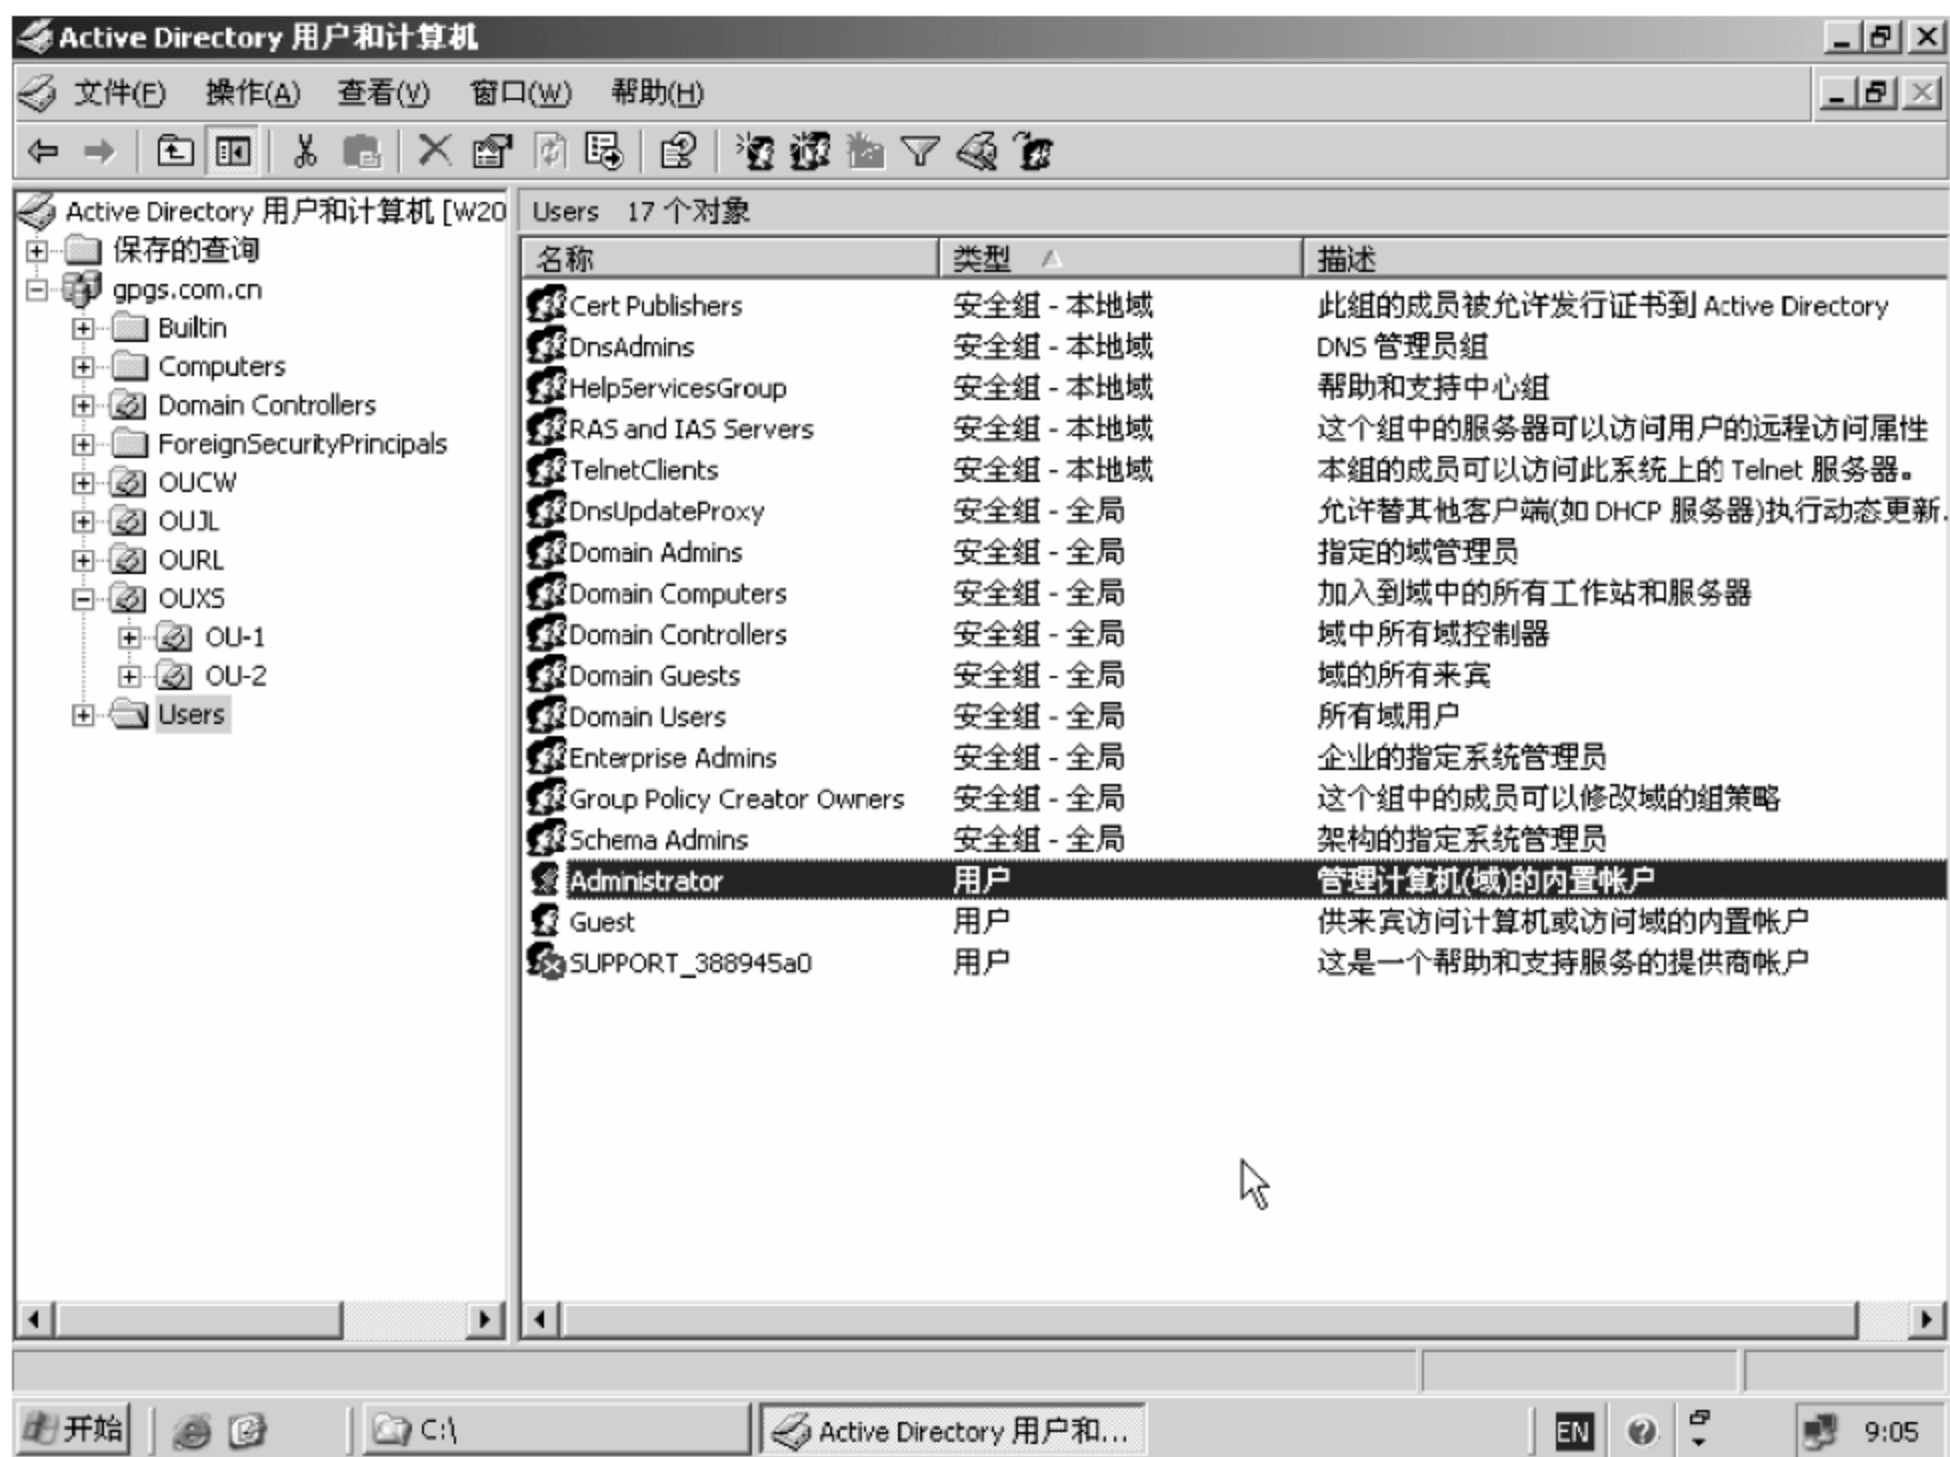 Active Directory 用户和计算机
文件(F) 操作(A) 查看(V) 窗口(W) 帮助(H)
Active Directory 用户和计算机 [W20
保存的查询
gpgs.com.cn
Builtin
Computers
Domain Controllers
ForeignSecurityPrincipals
OUCW
OUJL
OURL
OUXS
OU-1
OU-2
Users
Users 17 个对象
名称 类型 描述
Cert Publishers 安全组 - 本地域 此组的成员被允许发行证书到 Active Directory
DnsAdmins 安全组 - 本地域 DNS 管理员组
HelpServicesGroup 安全组 - 本地域 帮助和支持中心组
RAS and IAS Servers 安全组 - 本地域 这个组中的服务器可以访问用户的远程访问属性
TelnetClients 安全组 - 本地域 本组的成员可以访问此系统上的 Telnet 服务器。
DnsUpdateProxy 安全组 - 全局 允许替其他客户端(如 DHCP 服务器)执行动态更新.
Domain Admins 安全组 - 全局 指定的域管理员
Domain Computers 安全组 - 全局 加入到域中的所有工作站和服务器
Domain Controllers 安全组 - 全局 域中所有域控制器
Domain Guests 安全组 - 全局 域的所有来宾
Domain Users 安全组 - 全局 所有域用户
Enterprise Admins 安全组 - 全局 企业的指定系统管理员
Group Policy Creator Owners 安全组 - 全局 这个组中的成员可以修改域的组策略
Schema Admins 安全组 - 全局 架构的指定系统管理员
Administrator 用户 管理计算机(域)的内置帐户
Guest 用户 供来宾访问计算机或访问域的内置帐户
SUPPORT_388945a0 用户 这是一个帮助和支持服务的提供商帐户
开始 C:\ Active Directory 用户和... EN 9:05